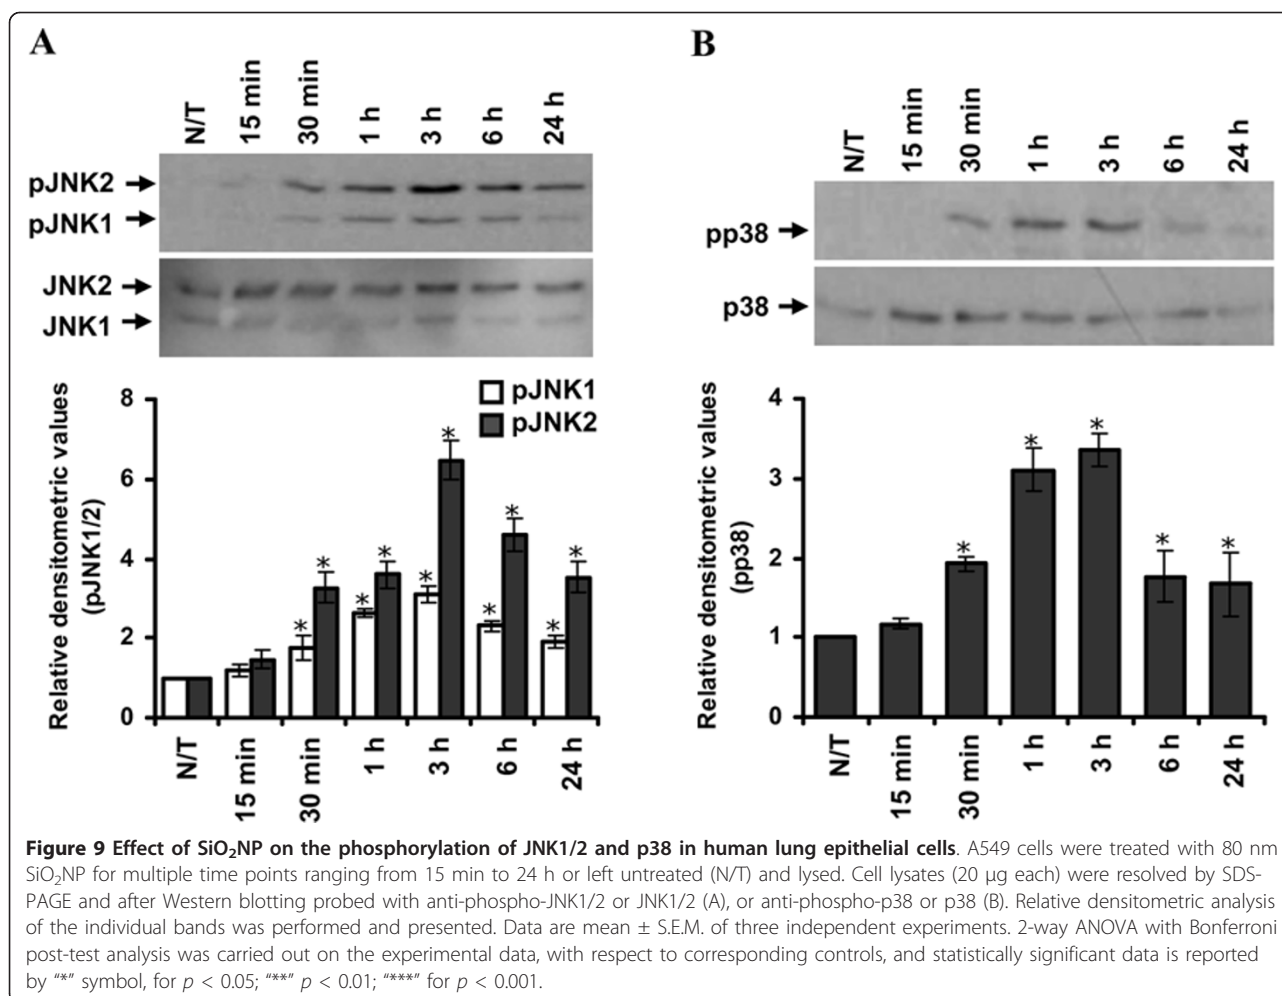 A
N/T
15 min
30 min
1 h
3 h
6 h
24 h
pJNK2
pJNK1
JNK2
JNK1
Relative densitometric values
(pJNK1/2)
8
6
4
2
0
pJNK1
pJNK2
*
*
*
*
*
*
*
*
*
*
N/T
15 min
30 min
1 h
3 h
6 h
24 h
B
N/T
15 min
30 min
1 h
3 h
6 h
24 h
pp38
p38
Relative densitometric values
(pp38)
4
3
2
1
0
*
*
*
*
*
N/T
15 min
30 min
1 h
3 h
6 h
24 h
Figure 9 Effect of SiO₂NP on the phosphorylation of JNK1/2 and p38 in human lung epithelial cells. A549 cells were treated with 80 nm
SiO₂NP for multiple time points ranging from 15 min to 24 h or left untreated (N/T) and lysed. Cell lysates (20 μg each) were resolved by SDS-
PAGE and after Western blotting probed with anti-phospho-JNK1/2 or JNK1/2 (A), or anti-phospho-p38 or p38 (B). Relative densitometric analysis
of the individual bands was performed and presented. Data are mean ± S.E.M. of three independent experiments. 2-way ANOVA with Bonferroni
post-test analysis was carried out on the experimental data, with respect to corresponding controls, and statistically significant data is reported
by “*” symbol, for p < 0.05; “**” p < 0.01; “***” for p < 0.001.